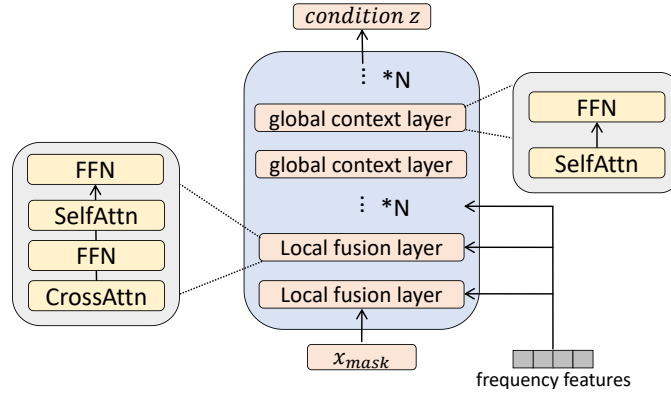 condition z
⋮ *N
global context layer
global context layer
⋮ *N
Local fusion layer
Local fusion layer
x_mask
FFN
SelfAttn
FFN
CrossAttn
FFN
SelfAttn
frequency features